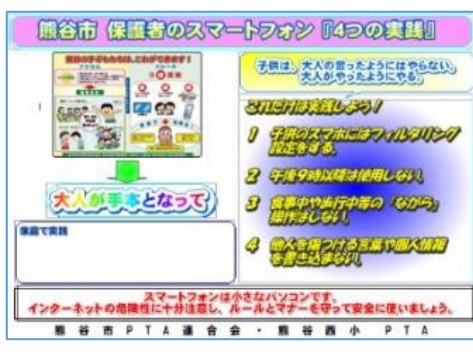 熊谷市 保護者のスマートフォン『4つの実践』
子供は、大人の言ったようにはやらない。
大人がやったようにやる。
これだけは実践しよう!
1 子供のスマホにはフィルタリング
設定をする。
2 午後9時以降は使用しない。
3 食事中や歩行中等の「ながら」
操作はしない。
4 他人を傷つける言葉や個人情報
を書き込まない。
大人が手本となって
家庭で実践
スマートフォンは小さなパソコンです。
インターネットの危険性に十分注意し、ルールとマナーを守って安全に使いましょう。
熊谷市PTA連合会・熊谷西小 PTA